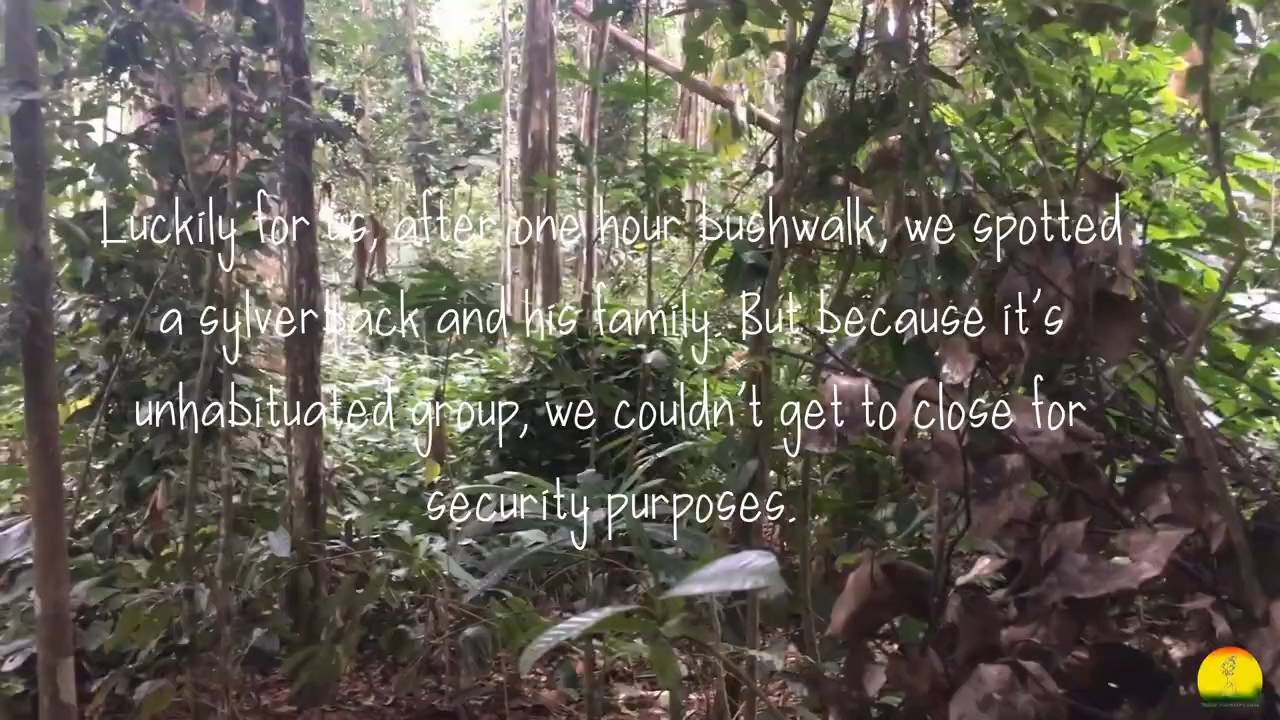 Luckily for us, after one hour bushwalk, we spotted
a sylverback and his family. But because it's
unhabituated group, we couldn't get to close for
security purposes.